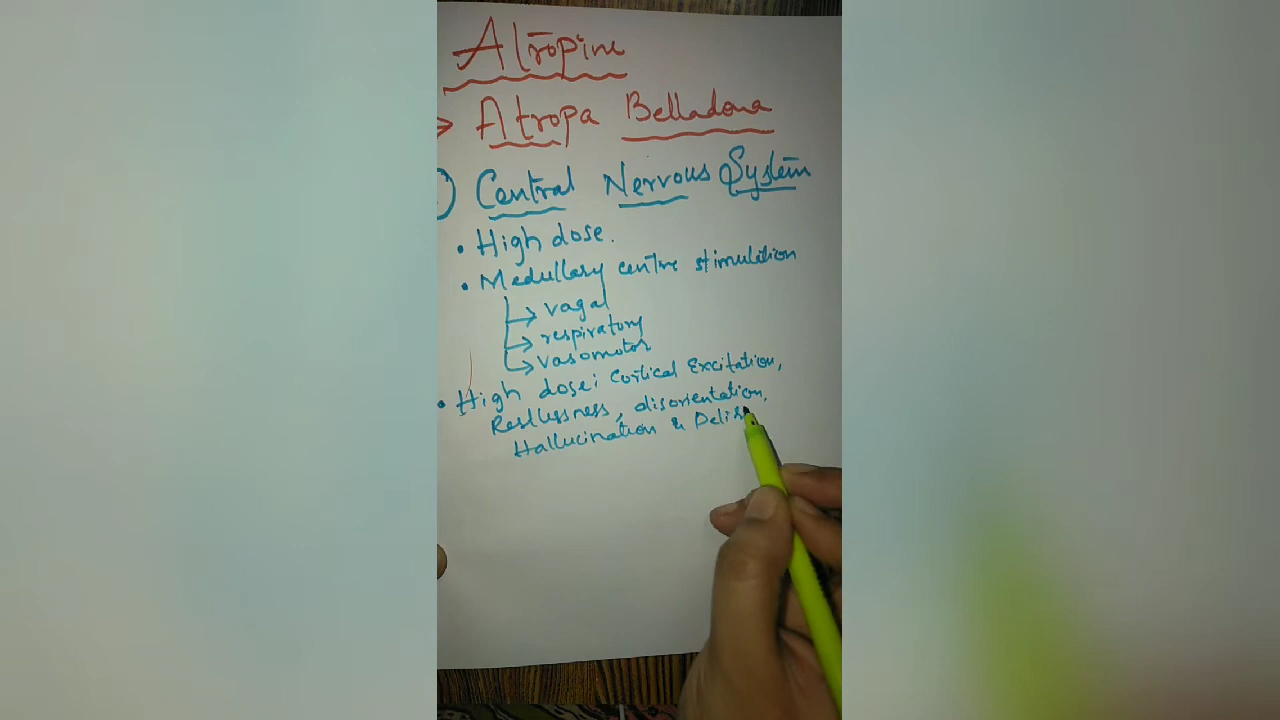 Atropine
→ Atropa Belladona
) Central Nervous System
• High dose.
• Medullary centre stimulation
→ vagal
→ respiratory
→ vasomotor
• High dose: Cortical Excitation,
Restlessness, disorientation,
Hallucination &